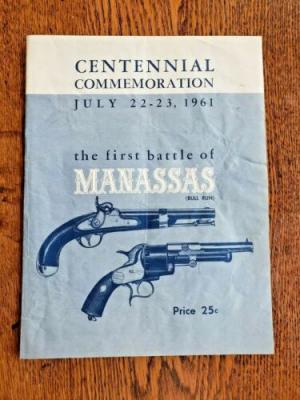 CENTENNIAL
COMMEMORATION
JULY 22-23, 1961
the first battle of
MANASSAS
(BULL RUN)
Price 25c